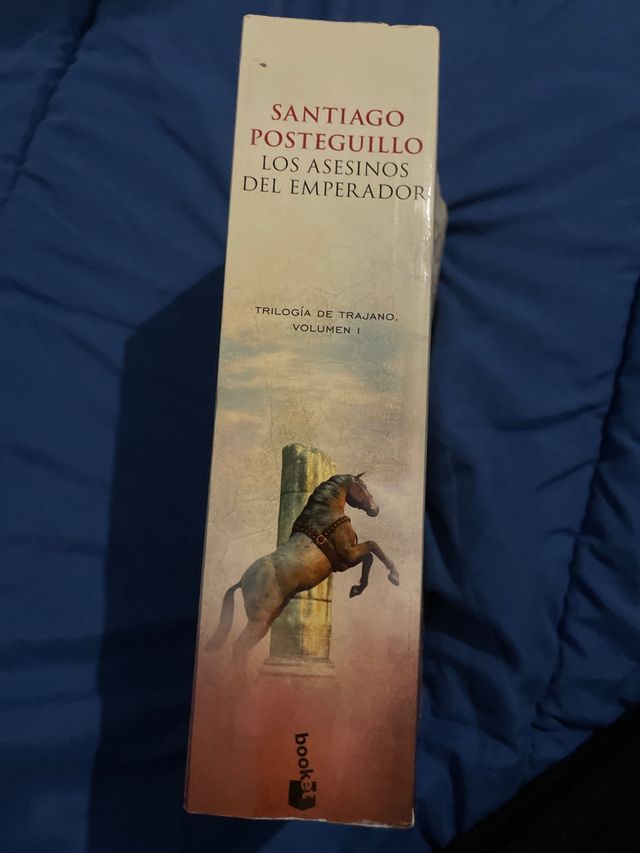 SANTIAGO
POSTEGUILLO
LOS ASESINOS
DEL EMPERADOR
TRILOGÍA DE TRAJANO,
VOLUMEN I
booket